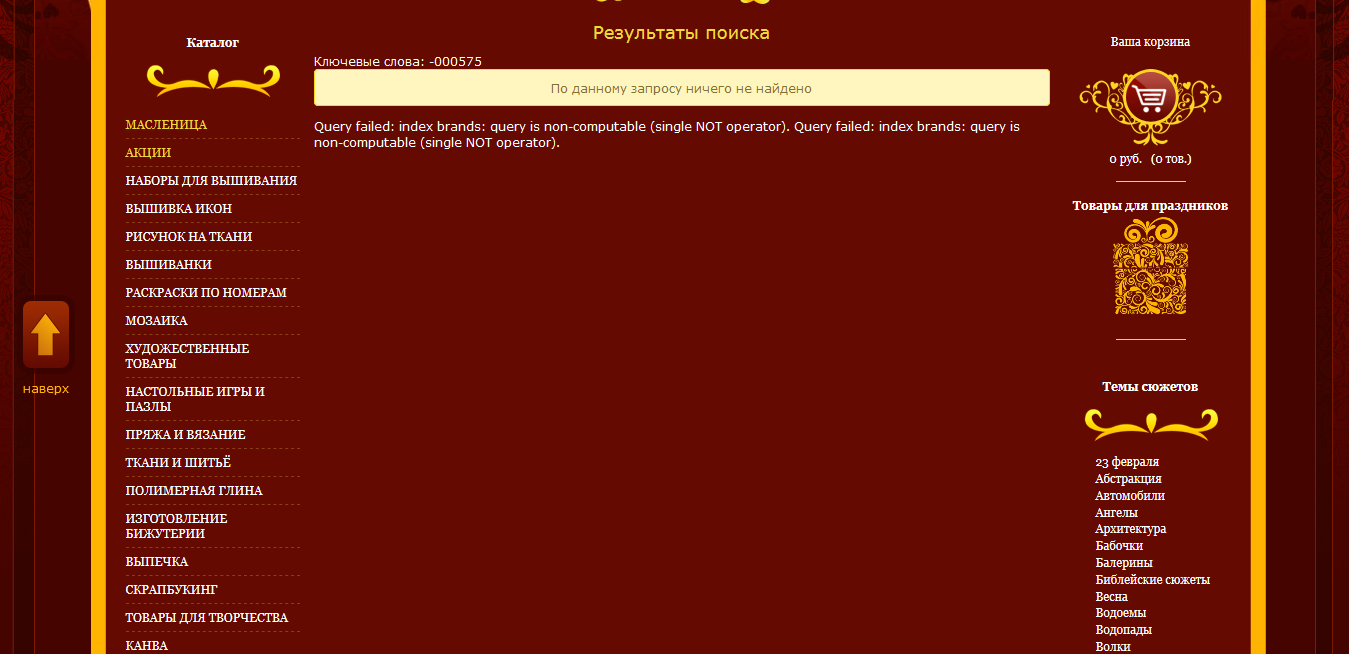 Каталог
МАСЛЕНИЦА
АКЦИИ
НАБОРЫ ДЛЯ ВЫШИВАНИЯ
ВЫШИВКА ИКОН
РИСУНОК НА ТКАНИ
ВЫШИВАНКИ
РАСКРАСКИ ПО НОМЕРАМ
МОЗАИКА
ХУДОЖЕСТВЕННЫЕ
ТОВАРЫ
НАСТОЛЬНЫЕ ИГРЫ И
ПАЗЛЫ
ПРЯЖА И ВЯЗАНИЕ
ТКАНИ И ШИТЬЁ
ПОЛИМЕРНАЯ ГЛИНА
ИЗГОТОВЛЕНИЕ
БИЖУТЕРИИ
ВЫПЕЧКА
СКРАПБУКИНГ
ТОВАРЫ ДЛЯ ТВОРЧЕСТВА
КАНВА
наверх
Результаты поиска
Ключевые слова: -000575
По данному запросу ничего не найдено
Query failed: index brands: query is non-computable (single NOT operator). Query failed: index brands: query is
non-computable (single NOT operator).
Ваша корзина
0 руб. (0 тов.)
Товары для праздников
Темы сюжетов
23 февраля
Абстракция
Автомобили
Ангелы
Архитектура
Бабочки
Балерины
Библейские сюжеты
Весна
Водоемы
Водопады
Волки